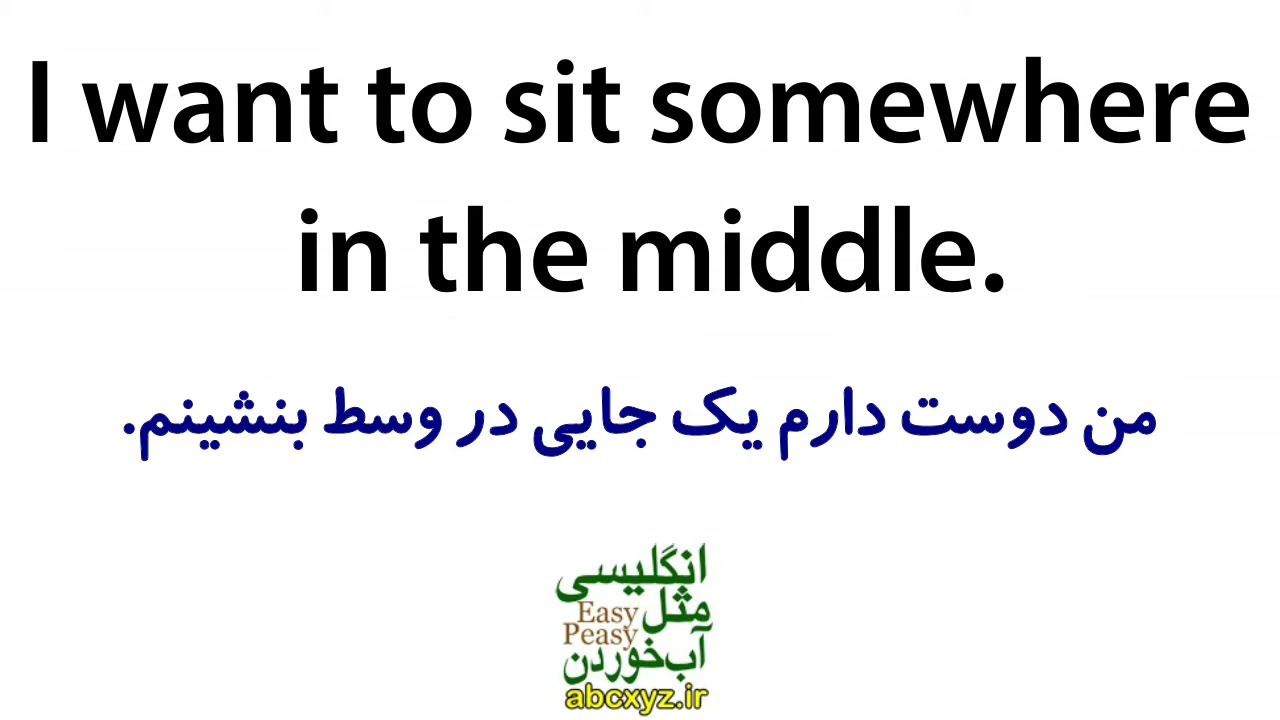 I want to sit somewhere
in the middle.
من دوست دارم یک جایی در وسط بنشینم.
انگلیسی
مثل
Easy
Peasy
آب‌خوردن
abcxyz.ir